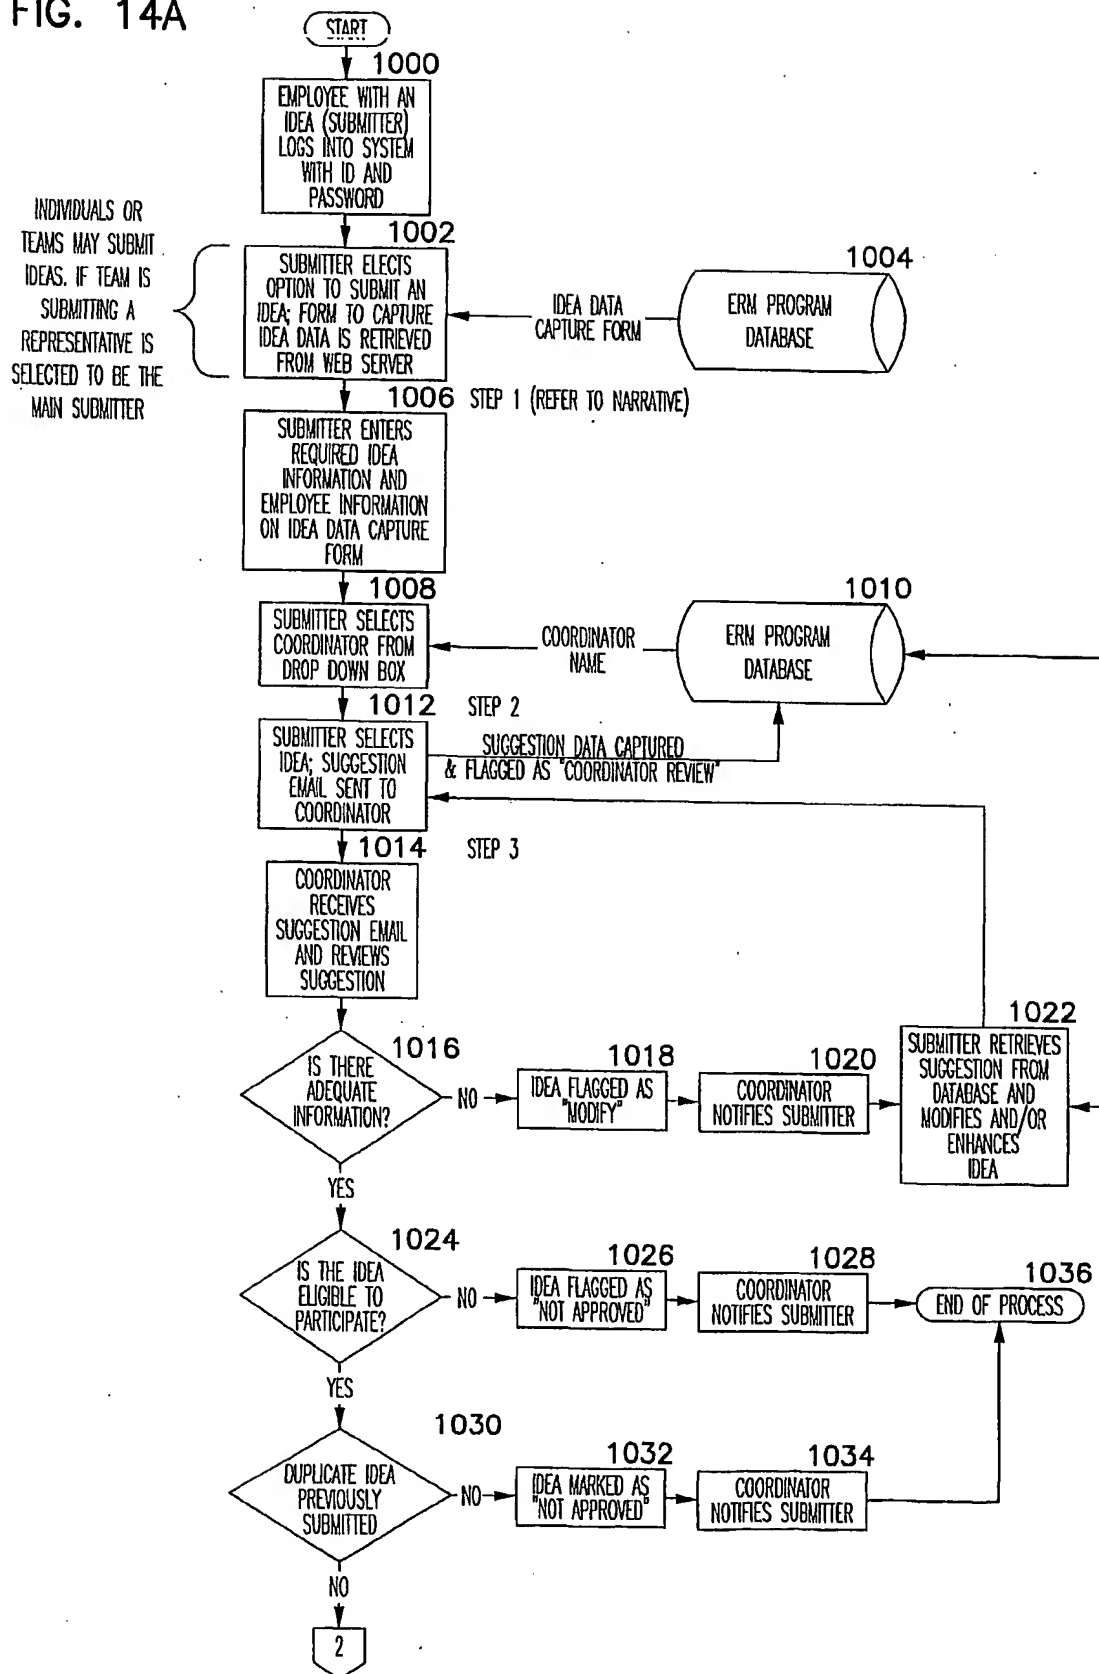 FIG. 14A
START
1000
EMPLOYEE WITH AN
IDEA (SUBMITTER)
LOGS INTO SYSTEM
WITH ID AND
PASSWORD
INDIVIDUALS OR
TEAMS MAY SUBMIT
IDEAS. IF TEAM IS
SUBMITTING A
REPRESENTATIVE IS
SELECTED TO BE THE
MAIN SUBMITTER
1002
SUBMITTER ELECTS
OPTION TO SUBMIT AN
IDEA; FORM TO CAPTURE
IDEA DATA IS RETRIEVED
FROM WEB SERVER
IDEA DATA
CAPTURE FORM
1004
ERM PROGRAM
DATABASE
1006 STEP 1 (REFER TO NARRATIVE)
SUBMITTER ENTERS
REQUIRED IDEA
INFORMATION AND
EMPLOYEE INFORMATION
ON IDEA DATA CAPTURE
FORM
1008
SUBMITTER SELECTS
COORDINATOR FROM
DROP DOWN BOX
COORDINATOR
NAME
1010
ERM PROGRAM
DATABASE
1012 STEP 2
SUBMITTER SELECTS
IDEA; SUGGESTION
EMAIL SENT TO
COORDINATOR
SUGGESTION DATA CAPTURED
& FLAGGED AS "COORDINATOR REVIEW"
1014 STEP 3
COORDINATOR
RECEIVES
SUGGESTION EMAIL
AND REVIEWS
SUGGESTION
1016
IS THERE
ADEQUATE
INFORMATION?
NO
1018
IDEA FLAGGED AS
"MODIFY"
1020
COORDINATOR
NOTIFIES SUBMITTER
1022
SUBMITTER RETRIEVES
SUGGESTION FROM
DATABASE AND
MODIFIES AND/OR
ENHANCES
IDEA
YES
1024
IS THE IDEA
ELIGIBLE TO
PARTICIPATE?
NO
1026
IDEA FLAGGED AS
"NOT APPROVED"
1028
COORDINATOR
NOTIFIES SUBMITTER
1036
END OF PROCESS
YES
1030
DUPLICATE IDEA
PREVIOUSLY
SUBMITTED
NO
1032
IDEA MARKED AS
"NOT APPROVED"
1034
COORDINATOR
NOTIFIES SUBMITTER
NO
2